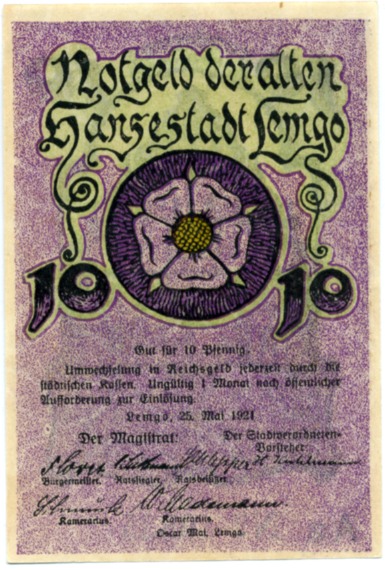 Notgeld der alten
Hansestadt Lemgo
10 10
Gut für 10 Pfennig.
Umwechselung in Reichsgeld jederzeit durch die
städtischen Kassen. Ungültig 1 Monat nach öffentlicher
Aufforderung zur Einlösung.
Lemgo, 25. Mai 1921
Der Magistrat: Der Stadtverordneten-
Vorsteher:
Bürgermeister. Ratsbeisitzer.
Kamerarius. Kamerarius.
Oscar Mai, Lemgo.